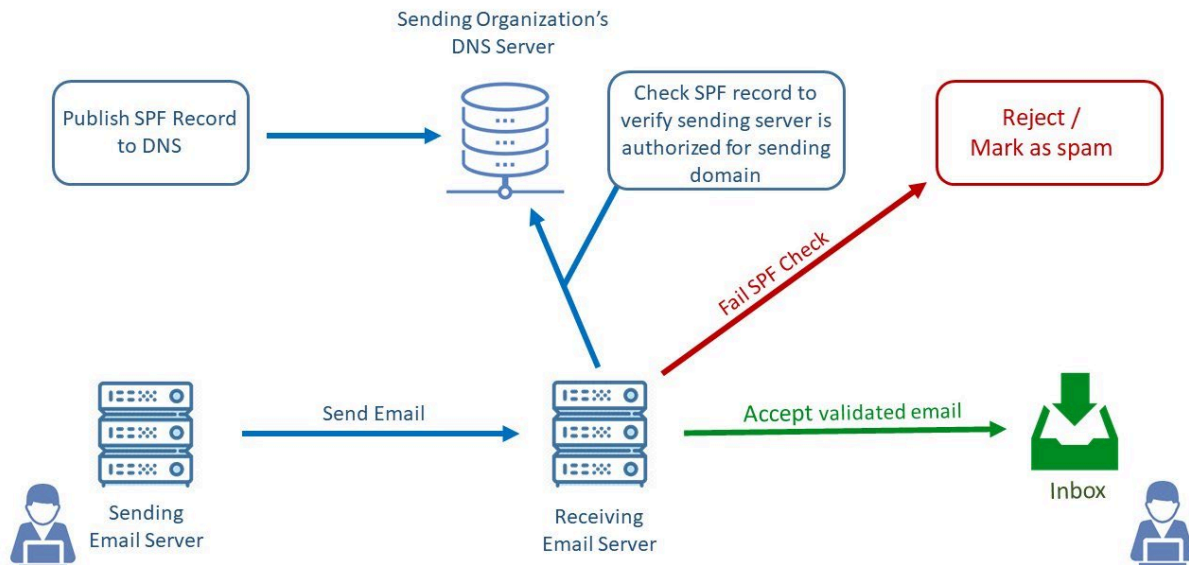 Sending Organization's
DNS Server
Publish SPF Record
to DNS
Check SPF record to
verify sending server is
authorized for sending
domain
Reject /
Mark as spam
Fail SPF Check
Send Email
Accept validated email
Sending
Email Server
Receiving
Email Server
Inbox